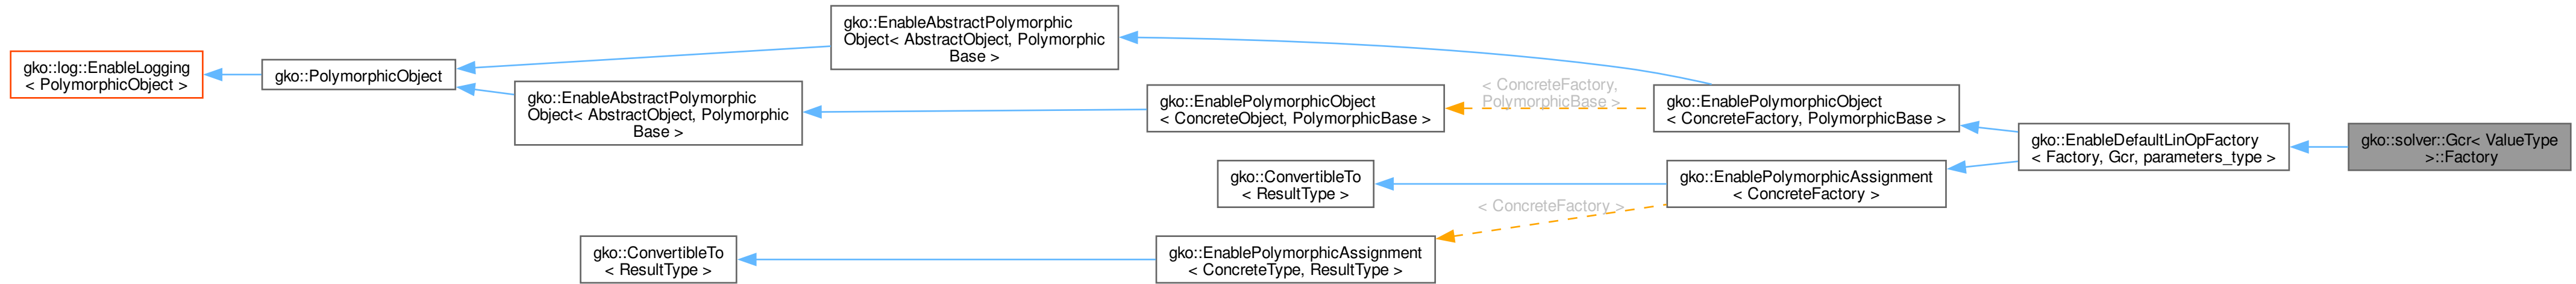 gko::log::EnableLogging
< PolymorphicObject >
gko::PolymorphicObject
gko::EnableAbstractPolymorphic
Object< AbstractObject, Polymorphic
Base >
gko::EnableAbstractPolymorphic
Object< AbstractObject, Polymorphic
Base >
gko::EnablePolymorphicObject
< ConcreteObject, PolymorphicBase >
< ConcreteFactory,
PolymorphicBase >
gko::EnablePolymorphicObject
< ConcreteFactory, PolymorphicBase >
gko::EnableDefaultLinOpFactory
< Factory, Gcr, parameters_type >
gko::solver::Gcr< ValueType
>::Factory
gko::ConvertibleTo
< ResultType >
gko::EnablePolymorphicAssignment
< ConcreteFactory >
< ConcreteFactory >
gko::ConvertibleTo
< ResultType >
gko::EnablePolymorphicAssignment
< ConcreteType, ResultType >